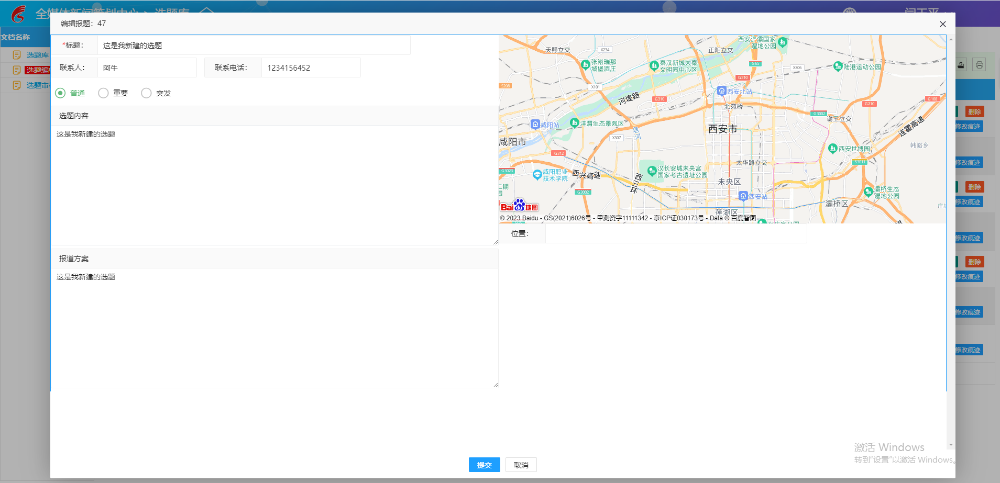 全媒体新闻策划中心 > 选题库
闫玉平
编辑报题：47
文档名称
选题库
选题编辑
选题审
*标题：
这是我新建的选题
联系人：
阿牛
联系电话：
1234156452
普通
重要
突发
选题内容
这是我新建的选题
报道方案
这是我新建的选题
天熙立交
X234
张裕瑞那
城堡酒庄
正阳立交
西安浐灞国家
湿地公园
秦汉新城大秦
文明园中心区
G65
X306
陆港运动公园
S208
X101
G310
河堤路
G310
西安北站
北苑桥
G210
G108
G3002
谢王立交
咸阳站
沣渭生态景观区
皂河
X307
西安市
连霍高速
韩峪乡
咸阳市
G312
西安世博园
S3011
太华路立交
G3023
咸阳职业
技术学院
西兴高速
西三环
汉长安城未央宫
国家考古遗址公园
未央区
二期
园
G3002
西安站
灞桥生态
湿地公园
灞桥区
莲湖区
Bai du 地图
© 2023 Baidu - GS(2021)6026号 - 甲测资字11111342 - 京ICP证030173号 - Data © 百度智图
位置：
删除
修改痕迹
修改痕迹
删除
修改痕迹
修改痕迹
删除
修改痕迹
修改痕迹
修改痕迹
提交
取消
激活 Windows
转到“设置”以激活 Windows。